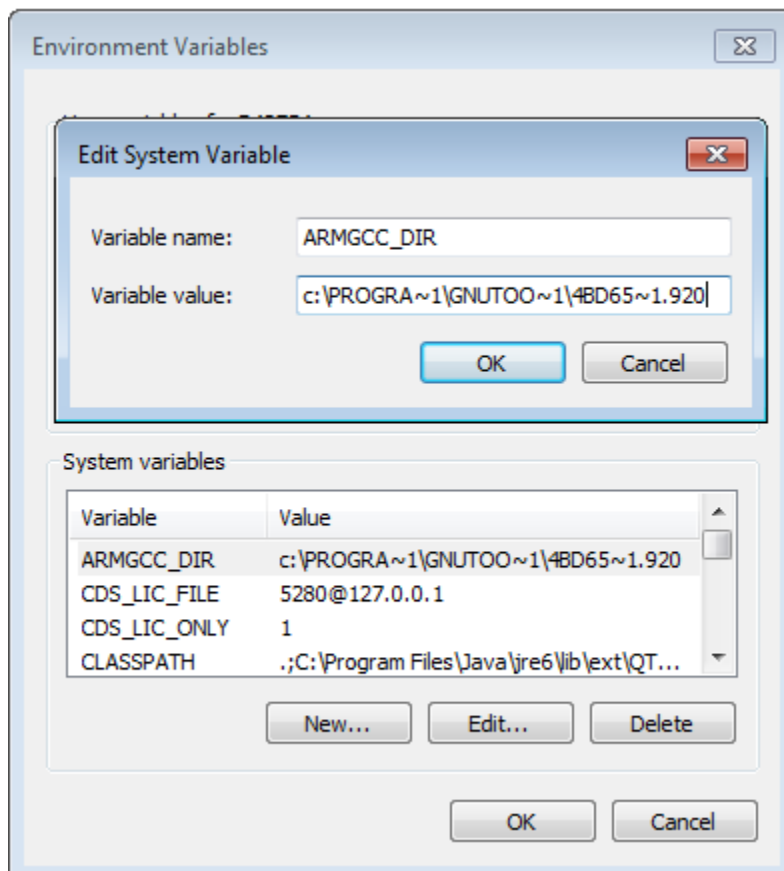 Environment Variables
Edit System Variable
Variable name: ARMGCC_DIR
Variable value: c:\PROGRA~1\GNUTOO~1\4BD65~1.920
OK Cancel
System variables
Variable Value
ARMGCC_DIR c:\PROGRA~1\GNUTOO~1\4BD65~1.920
CDS_LIC_FILE 5280@127.0.0.1
CDS_LIC_ONLY 1
CLASSPATH .;C:\Program Files\Java\jre6\lib\ext\QT...
New... Edit... Delete
OK Cancel